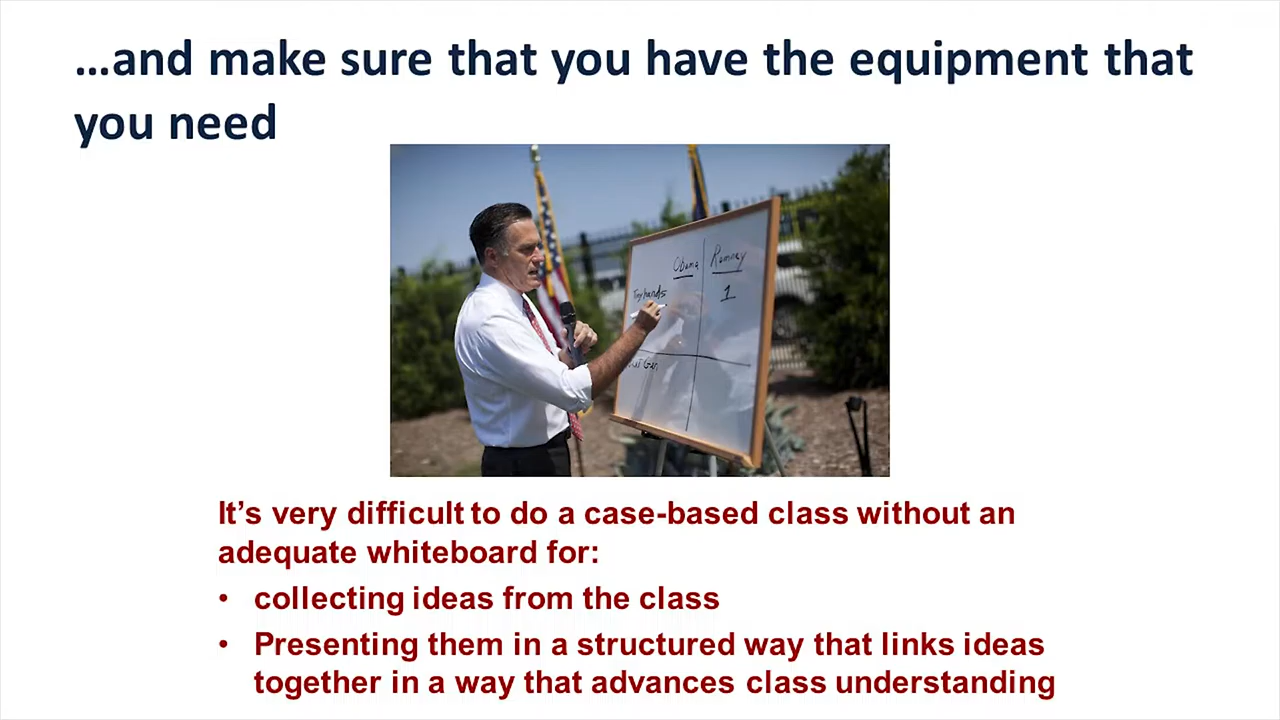 …and make sure that you have the equipment that
you need
Obama Romney
Tiny hands 1
It’s very difficult to do a case-based class without an
adequate whiteboard for:
• collecting ideas from the class
• Presenting them in a structured way that links ideas
together in a way that advances class understanding